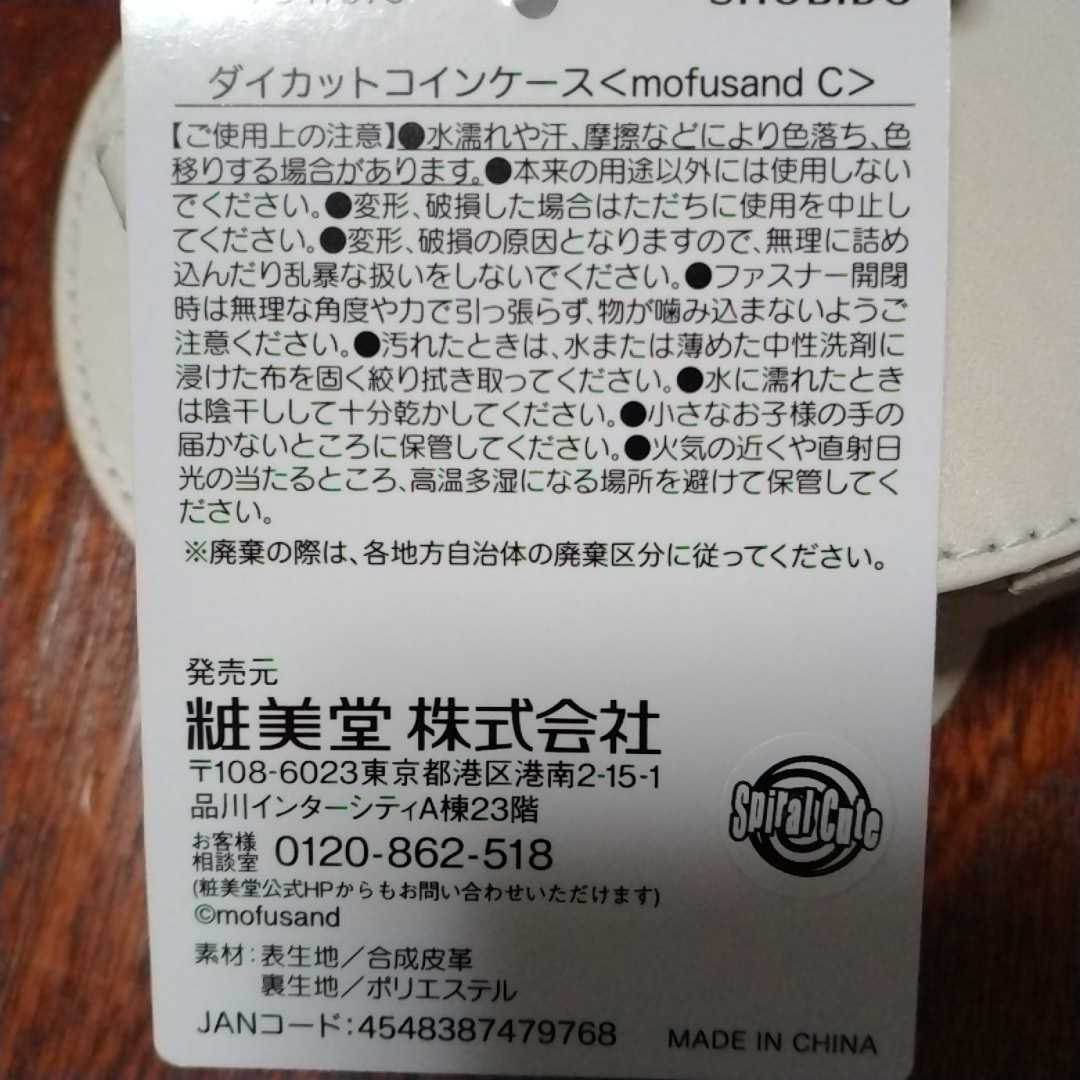 ダイカットコインケース<mofusand C>
【ご使用上の注意】●水濡れや汗、摩擦などにより色落ち、色
移りする場合があります。●本来の用途以外には使用しない
でください。●変形、破損した場合はただちに使用を中止し
てください。●変形、破損の原因となりますので、無理に詰め
込んだり乱暴な扱いをしないでください。●ファスナー開閉
時は無理な角度や力で引っ張らず、物が噛み込まないようご
注意ください。●汚れたときは、水または薄めた中性洗剤に
浸けた布を固く絞り拭き取ってください。●水に濡れたとき
は陰干しして十分乾かしてください。●小さなお子様の手の
届かないところに保管してください。●火気の近くや直射日
光の当たるところ、高温多湿になる場所を避けて保管してく
ださい。
※廃棄の際は、各地方自治体の廃棄区分に従ってください。
発売元
粧美堂 株式会社
〒108-6023東京都港区港南2-15-1
品川インターシティA棟23階
お客様
相談室 0120-862-518
(粧美堂公式HPからもお問い合わせいただけます)
©mofusand
素材:表生地/合成皮革
裏生地/ポリエステル
JANコード:4548387479768
MADE IN CHINA
Spiral Cute